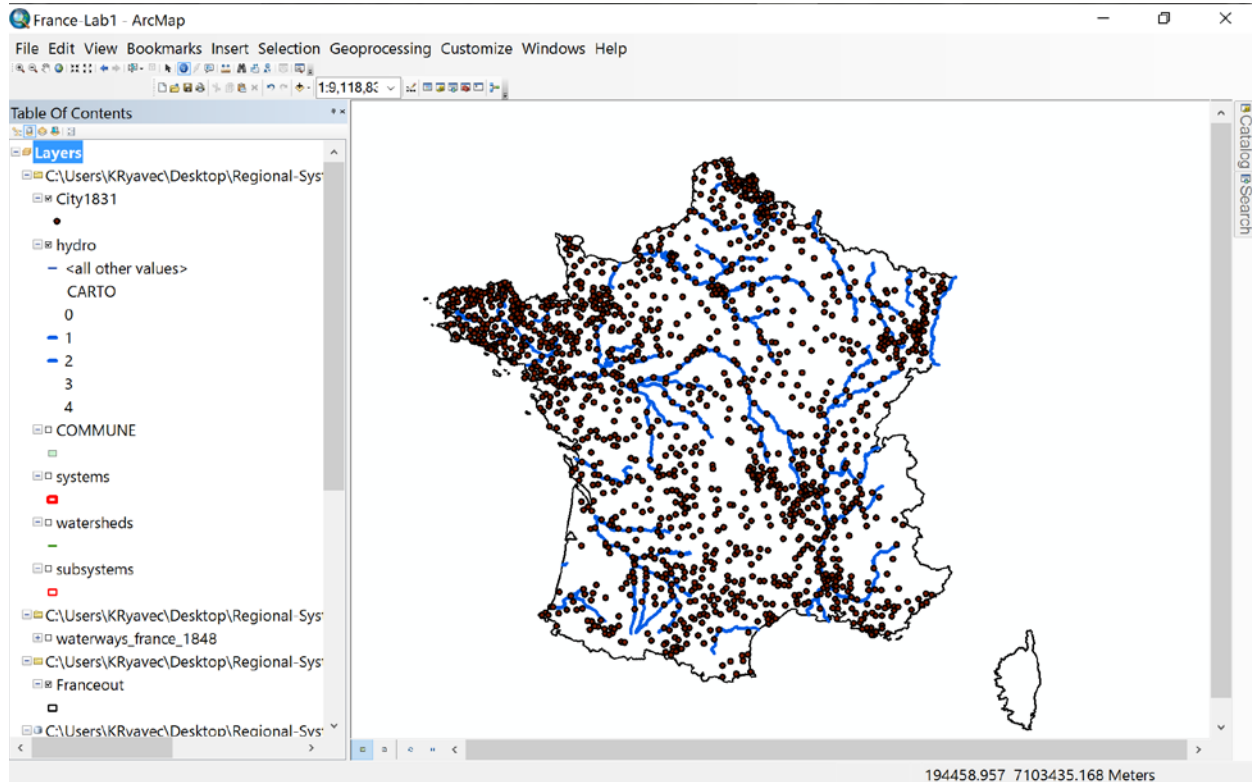 France-Lab1 - ArcMap
File Edit View Bookmarks Insert Selection Geoprocessing Customize Windows Help
1:9,118,83
Table Of Contents
Layers
C:\Users\KRyavec\Desktop\Regional-Sys
City1831
hydro
<all other values>
CARTO
0
1
2
3
4
COMMUNE
systems
watersheds
subsystems
C:\Users\KRyavec\Desktop\Regional-Sys
waterways_france_1848
C:\Users\KRyavec\Desktop\Regional-Sys
Franceout
C:\Users\KRyavec\Desktop\Regional-Sys
Catalog
Search
194458.957 7103435.168 Meters